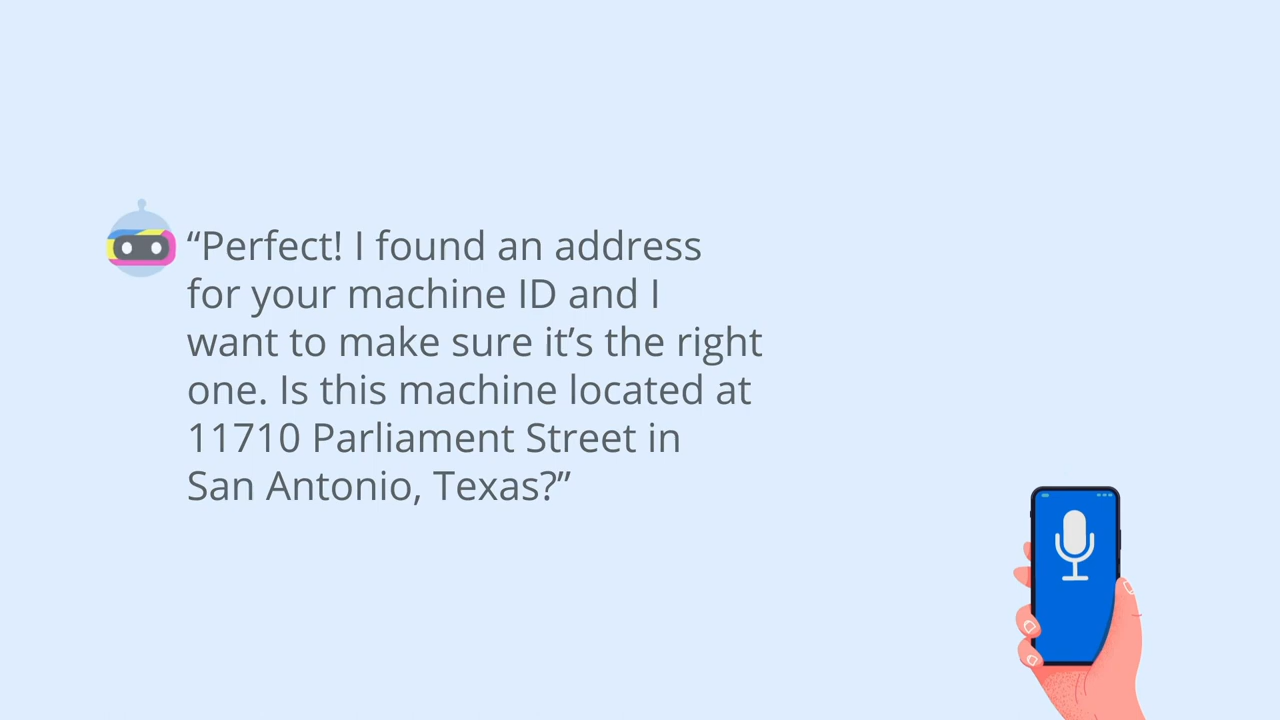 “Perfect! I found an address
for your machine ID and I
want to make sure it’s the right
one. Is this machine located at
11710 Parliament Street in
San Antonio, Texas?”